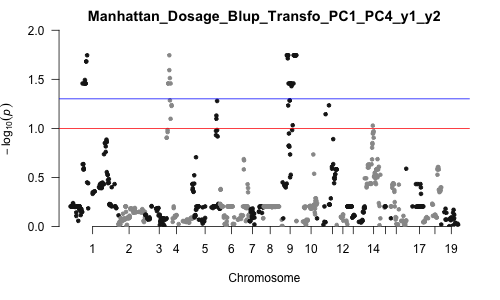 Manhattan_Dosage_Blup_Transfo_PC1_PC4_y1_y2
2.0
1.5
1.0
0.5
0.0
− log₁₀(p)
1 2 3 4 5 6 7 8 9 10 12 14 17 19
Chromosome